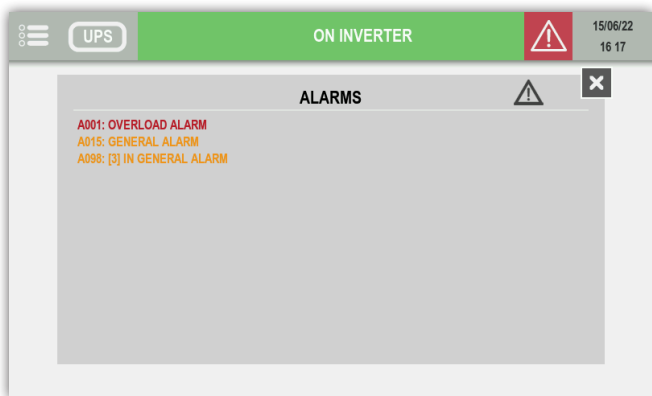 UPS
ON INVERTER
15/06/22
16 17
ALARMS
A001: OVERLOAD ALARM
A015: GENERAL ALARM
A098: [3] IN GENERAL ALARM